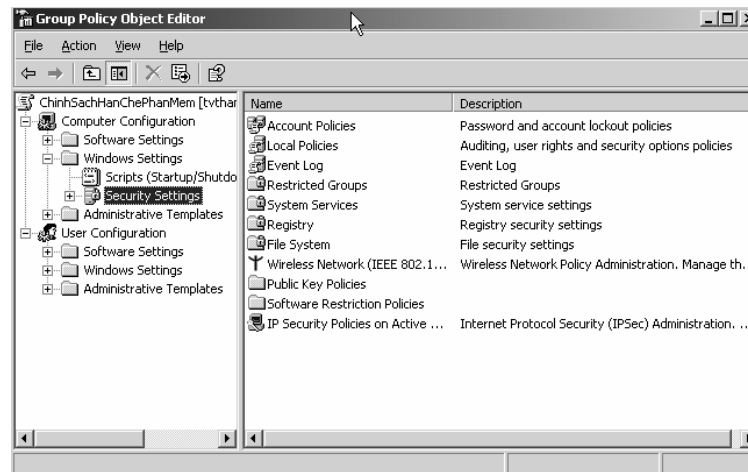 Group Policy Object Editor
File Action View Help
ChinhSachHanChePhanMem [tvthar
Computer Configuration
Software Settings
Windows Settings
Scripts (Startup/Shutdo
Security Settings
Administrative Templates
User Configuration
Software Settings
Windows Settings
Administrative Templates
Name Description
Account Policies Password and account lockout policies
Local Policies Auditing, user rights and security options policies
Event Log Event Log
Restricted Groups Restricted Groups
System Services System service settings
Registry Registry security settings
File System File security settings
Wireless Network (IEEE 802.1... Wireless Network Policy Administration. Manage th.
Public Key Policies
Software Restriction Policies
IP Security Policies on Active ... Internet Protocol Security (IPSec) Administration. ..